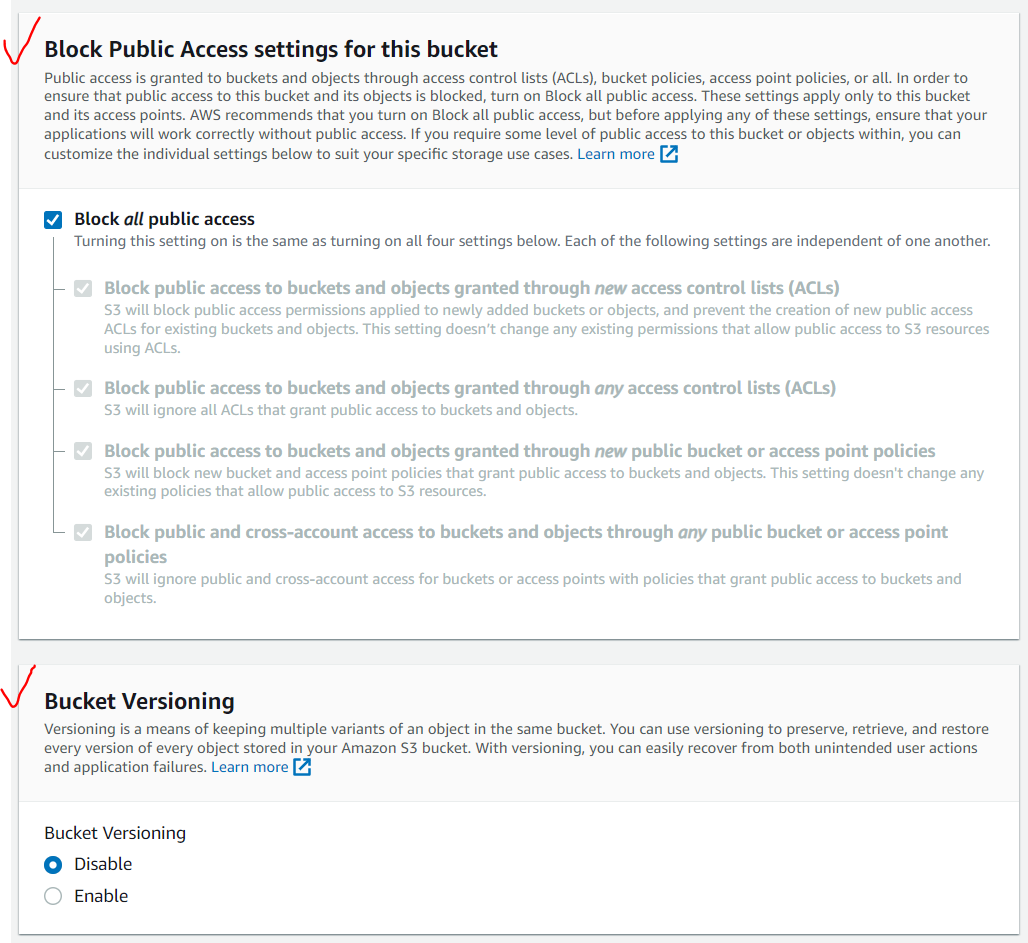 Block Public Access settings for this bucket
Public access is granted to buckets and objects through access control lists (ACLs), bucket policies, access point policies, or all. In order to
ensure that public access to this bucket and its objects is blocked, turn on Block all public access. These settings apply only to this bucket
and its access points. AWS recommends that you turn on Block all public access, but before applying any of these settings, ensure that your
applications will work correctly without public access. If you require some level of public access to this bucket or objects within, you can
customize the individual settings below to suit your specific storage use cases. Learn more
Block all public access
Turning this setting on is the same as turning on all four settings below. Each of the following settings are independent of one another.
Block public access to buckets and objects granted through new access control lists (ACLs)
S3 will block public access permissions applied to newly added buckets or objects, and prevent the creation of new public access
ACLs for existing buckets and objects. This setting doesn't change any existing permissions that allow public access to S3 resources
using ACLs.
Block public access to buckets and objects granted through any access control lists (ACLs)
S3 will ignore all ACLs that grant public access to buckets and objects.
Block public access to buckets and objects granted through new public bucket or access point policies
S3 will block new bucket and access point policies that grant public access to buckets and objects. This setting doesn't change any
existing policies that allow public access to S3 resources.
Block public and cross-account access to buckets and objects through any public bucket or access point
policies
S3 will ignore public and cross-account access for buckets or access points with policies that grant public access to buckets and
objects.
Bucket Versioning
Versioning is a means of keeping multiple variants of an object in the same bucket. You can use versioning to preserve, retrieve, and restore
every version of every object stored in your Amazon S3 bucket. With versioning, you can easily recover from both unintended user actions
and application failures. Learn more
Bucket Versioning
Disable
Enable